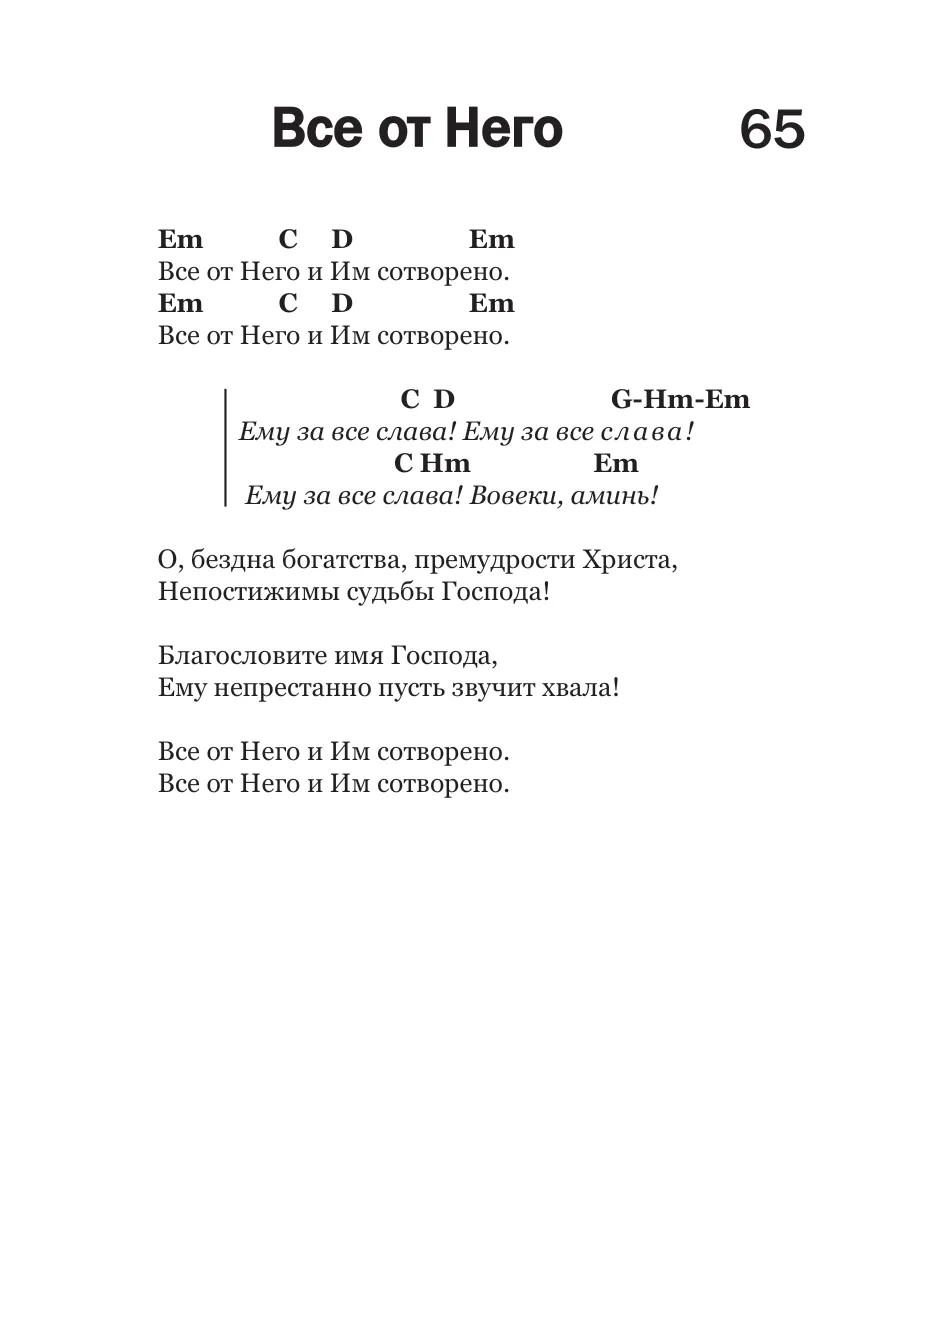 Все от Него 65
Em C D Em
Все от Него и Им сотворено.
Em C D Em
Все от Него и Им сотворено.
C D G-Hm-Em
Ему за все слава! Ему за все слава!
C Hm Em
Ему за все слава! Вовеки, аминь!
О, бездна богатства, премудрости Христа,
Непостижимы судьбы Господа!
Благословите имя Господа,
Ему непрестанно пусть звучит хвала!
Все от Него и Им сотворено.
Все от Него и Им сотворено.